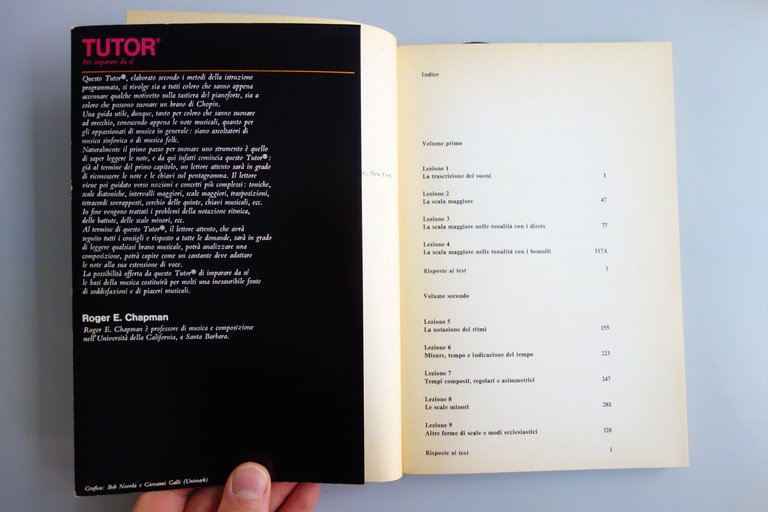 TUTOR®
Per imparare da sé
Questo Tutor®, elaborato secondo i metodi della istruzione
programmata, si rivolge sia a tutti coloro che sanno appena
accennare qualche motivetto sulla tastiera del pianoforte, sia a
coloro che possono suonare un brano di Chopin.
Una guida utile, dunque, tanto per coloro che sanno suonare
ad orecchio, conoscendo appena le note musicali, quanto per
gli appassionati di musica in generale: siano ascoltatori di
musica sinfonica o di musica folk.
Naturalmente il primo passo per suonare uno strumento è quello
di saper leggere le note, e da qui infatti comincia questo Tutor®:
già al termine del primo capitolo, un lettore attento sarà in grado
di riconoscere le note e le chiavi sul pentagramma. Il lettore
viene poi guidato verso nozioni e concetti più complessi: toniche,
scale diatoniche, intervalli maggiori, scale maggiori, trasposizioni,
tetracordi sovrapposti, cerchio delle quinte, chiavi musicali, ecc.
In fine vengono trattati i problemi della notazione ritmica,
delle battute, delle scale minori, ecc.
Al termine di questo Tutor®, il lettore attento, che avrà
seguito tutti i consigli e risposto a tutte le domande, sarà in grado
di leggere qualsiasi brano musicale, potrà analizzare una
composizione, potrà capire come un cantante deve adattare
le note alla sua estensione di voce.
La possibilità offerta da questo Tutor® di imparare da sé
le basi della musica costituirà per molti una inesauribile fonte
di soddisfazioni e di piaceri musicali.
Roger E. Chapman
Roger E. Chapman è professore di musica e composizione
nell'Università della California, a Santa Barbara.
Grafica: Bob Noorda e Giovanni Galli (Unimark)
c., New York
Indice
Volume primo
Lezione 1
La trascrizione dei suoni 1
Lezione 2
La scala maggiore 47
Lezione 3
La scala maggiore nelle tonalità con i diesis 77
Lezione 4
La scala maggiore nelle tonalità con i bemolli 117A
Risposte ai test I
Volume secondo
Lezione 5
La notazione dei ritmi 155
Lezione 6
Misure, tempo e indicazione del tempo 223
Lezione 7
Tempi composti, regolari e asimmetrici 247
Lezione 8
Le scale minori 281
Lezione 9
Altre forme di scale e modi ecclesiastici 328
Risposte ai test I